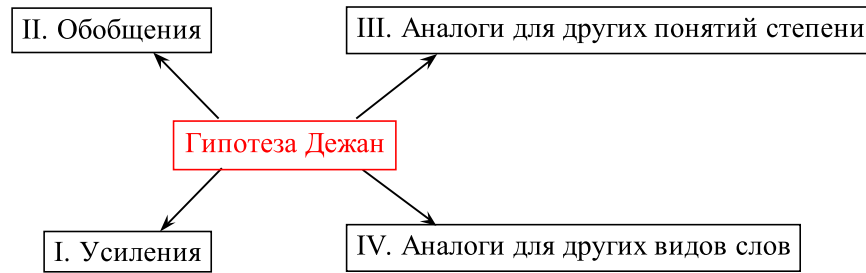 II. Обобщения
III. Аналоги для других понятий степени
Гипотеза Дежан
I. Усиления
IV. Аналоги для других видов слов